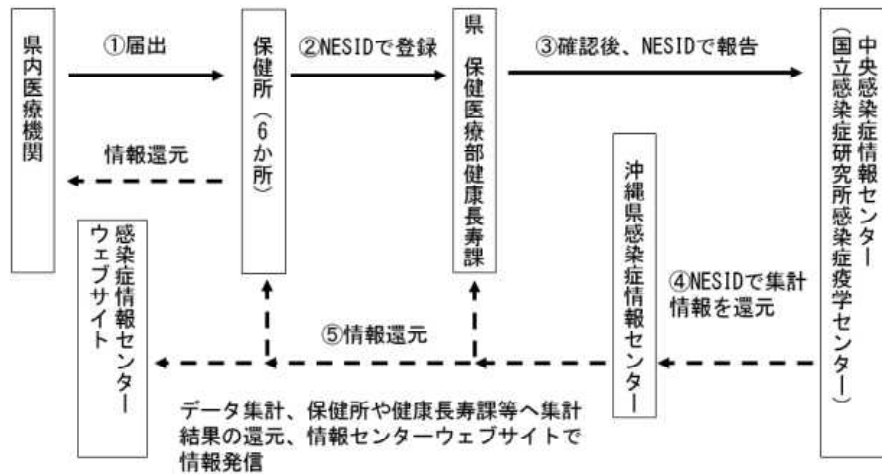 県内医療機関
①届出
情報還元
保健所（6か所）
②NESIDで登録
県　保健医療部健康長寿課
③確認後、NESIDで報告
中央感染症情報センター
（国立感染症研究所感染症疫学センター）
沖縄県感染症情報センター
④NESIDで集計
情報を還元
⑤情報還元
感染症情報センター
ウェブサイト
データ集計、保健所や健康長寿課等へ集計
結果の還元、情報センターウェブサイトで
情報発信